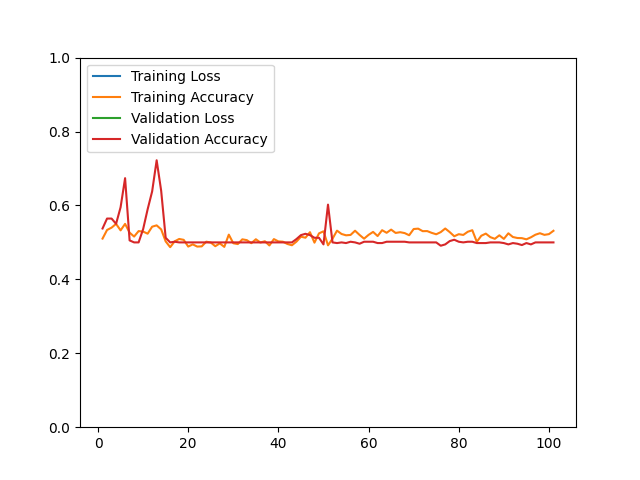 Training Loss
Training Accuracy
Validation Loss
Validation Accuracy
1.0
0.8
0.6
0.4
0.2
0.0
0 20 40 60 80 100